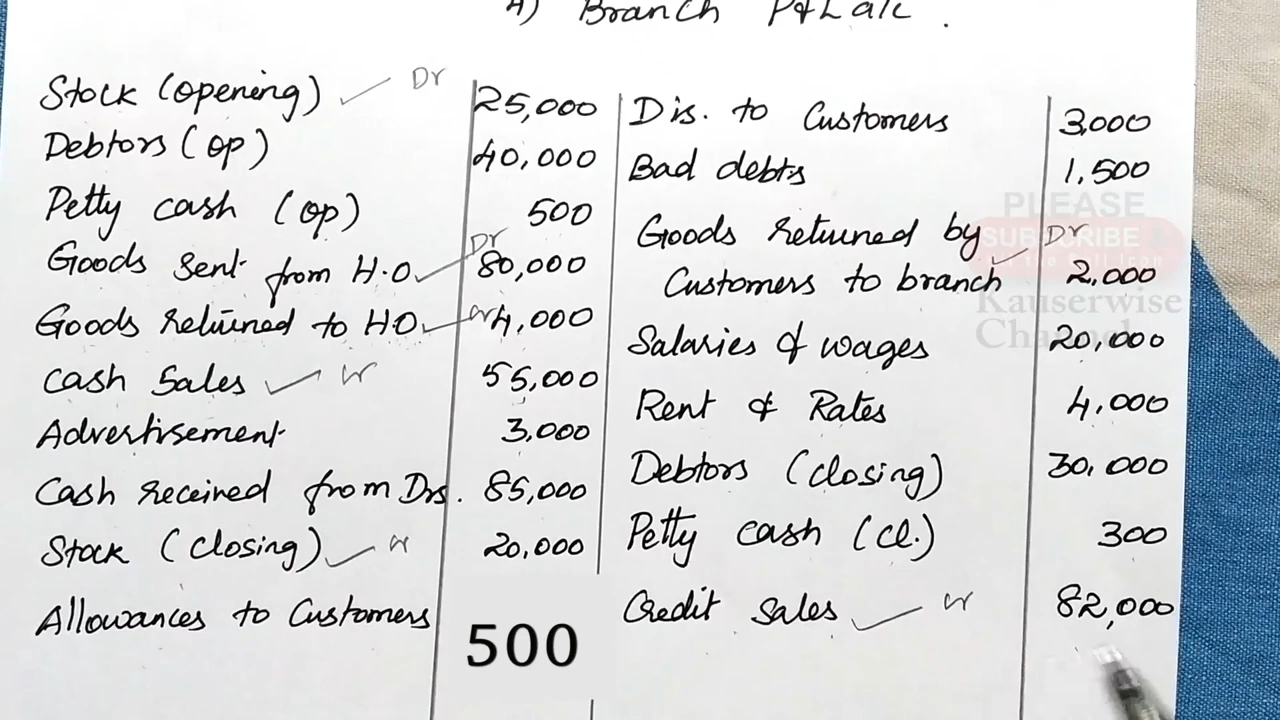 4) Branch P&L a/c.
Stock (opening) Dr 25,000
Debtors (op) 40,000
Petty cash (op) 500
Goods sent from H.O. Dr 80,000
Goods returned to H.O. cr 4,000
Cash Sales cr 55,000
Advertisement 3,000
Cash received from Drs. 85,000
Stock (closing) cr 20,000
Allowances to Customers 500
Dis. to Customers 3,000
Bad debts 1,500
Goods returned by Dr
Customers to branch 2,000
Salaries & wages 20,000
Rent & Rates 4,000
Debtors (closing) 30,000
Petty cash (cl.) 300
Credit Sales cr 82,000
PLEASE
SUBSCRIBE
Kauserwise
Channel